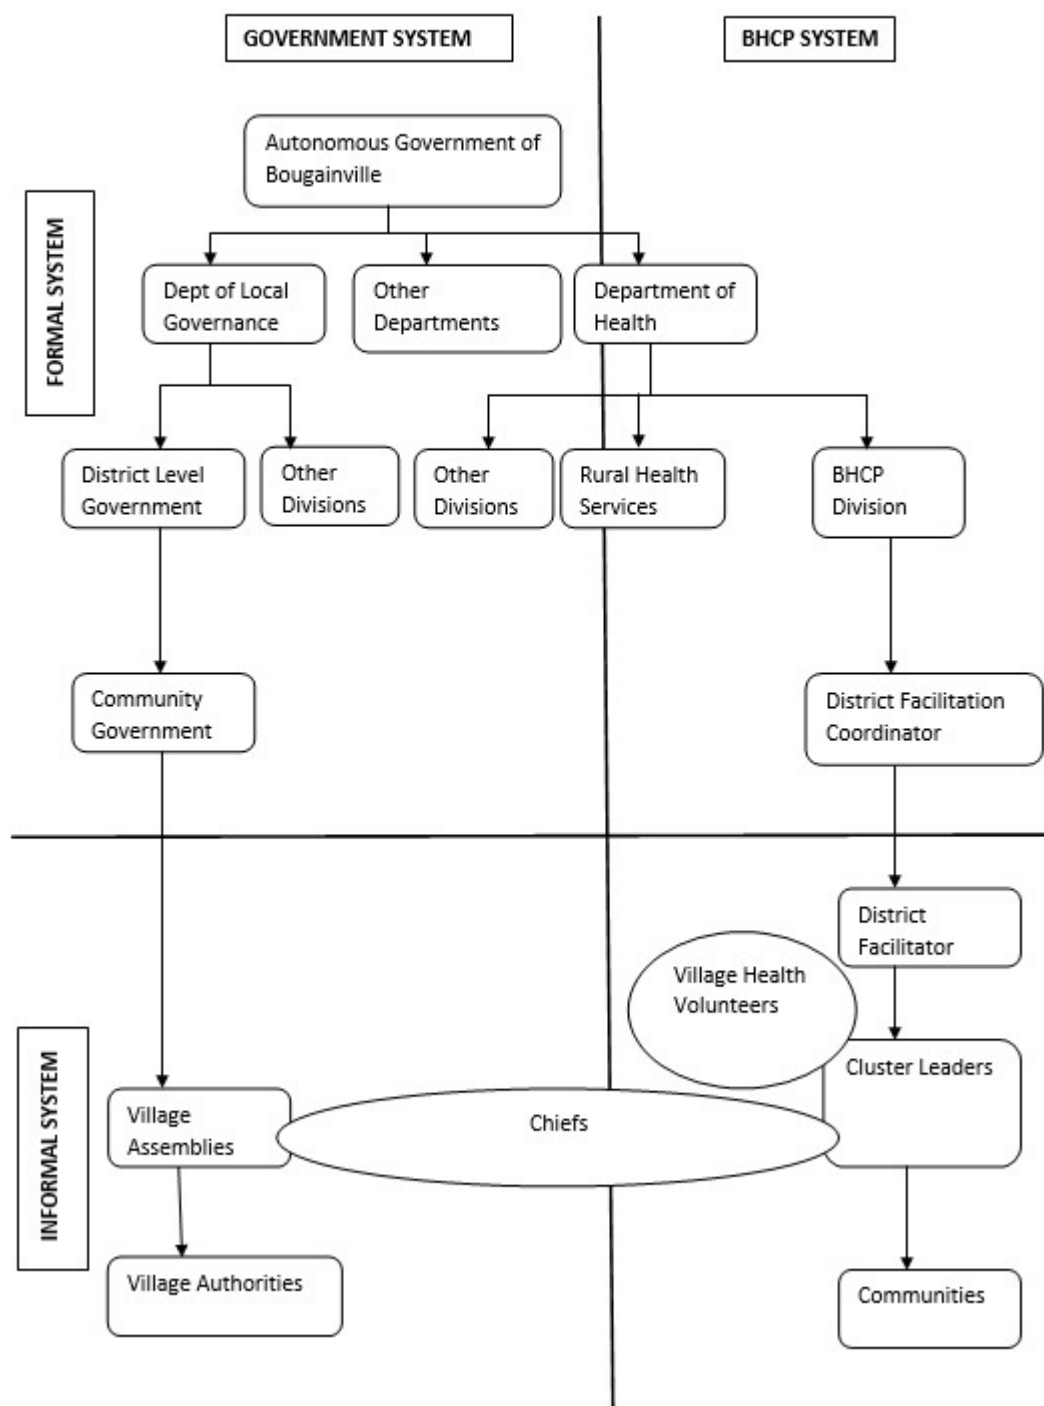 GOVERNMENT SYSTEM
BHCP SYSTEM
FORMAL SYSTEM
Autonomous Government of
Bougainville
Dept of Local
Governance
Other
Departments
Department of
Health
District Level
Government
Other
Divisions
Other
Divisions
Rural Health
Services
BHCP
Division
Community
Government
District Facilitation
Coordinator
INFORMAL SYSTEM
District
Facilitator
Village Health
Volunteers
Cluster Leaders
Village
Assemblies
Chiefs
Village Authorities
Communities